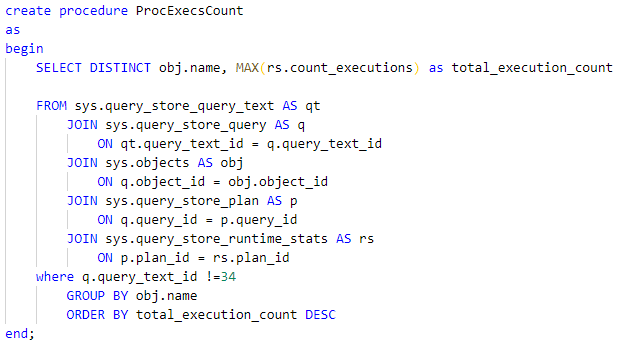 create procedure ProcExecsCount
as
begin
SELECT DISTINCT obj.name, MAX(rs.count_executions) as total_execution_count
FROM sys.query_store_query_text AS qt
JOIN sys.query_store_query AS q
ON qt.query_text_id = q.query_text_id
JOIN sys.objects AS obj
ON q.object_id = obj.object_id
JOIN sys.query_store_plan AS p
ON q.query_id = p.query_id
JOIN sys.query_store_runtime_stats AS rs
ON p.plan_id = rs.plan_id
where q.query_text_id !=34
GROUP BY obj.name
ORDER BY total_execution_count DESC
end;